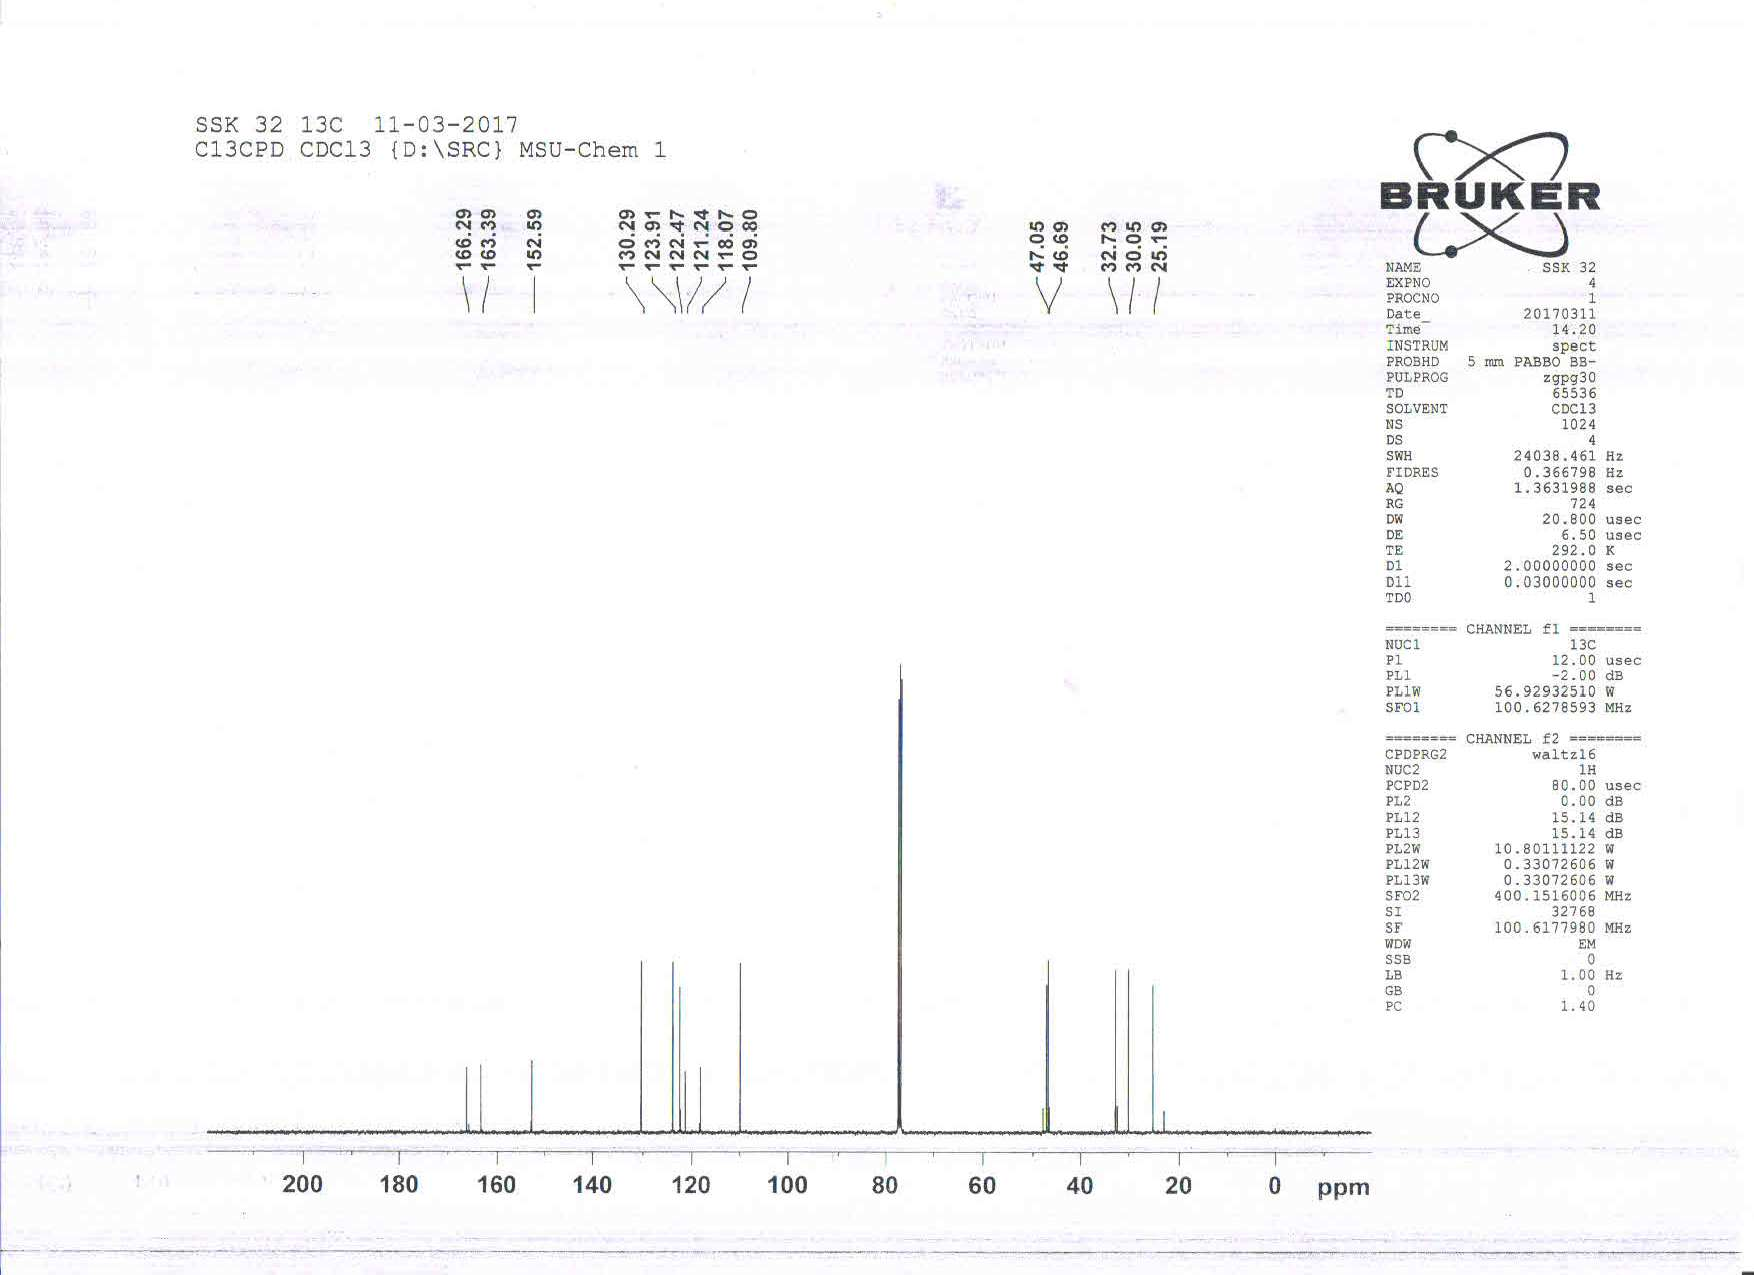 SSK 32 13C 11-03-2017
C13CPD CDCl3 {D:\SRC} MSU-Chem 1
166.29
163.39
152.59
130.29
123.91
122.47
121.24
118.07
109.80
47.05
46.69
32.73
30.05
25.19
BRUKER
NAME SSK 32
EXPNO 4
PROCNO 1
Date_ 20170311
Time 14.20
INSTRUM spect
PROBHD 5 mm PABBO BB-
PULPROG zgpg30
TD 65536
SOLVENT CDCl3
NS 1024
DS 4
SWH 24038.461 Hz
FIDRES 0.366798 Hz
AQ 1.3631988 sec
RG 724
DW 20.800 usec
DE 6.50 usec
TE 292.0 K
D1 2.00000000 sec
D11 0.03000000 sec
TD0 1
======== CHANNEL f1 ========
NUC1 13C
P1 12.00 usec
PL1 -2.00 dB
PL1W 56.92932510 W
SFO1 100.6278593 MHz
======== CHANNEL f2 ========
CPDPRG2 waltz16
NUC2 1H
PCPD2 80.00 usec
PL2 0.00 dB
PL12 15.14 dB
PL13 15.14 dB
PL2W 10.80111122 W
PL12W 0.33072606 W
PL13W 0.33072606 W
SFO2 400.1516006 MHz
SI 32768
SF 100.6177980 MHz
WDW EM
SSB 0
LB 1.00 Hz
GB 0
PC 1.40
200 180 160 140 120 100 80 60 40 20 0 ppm